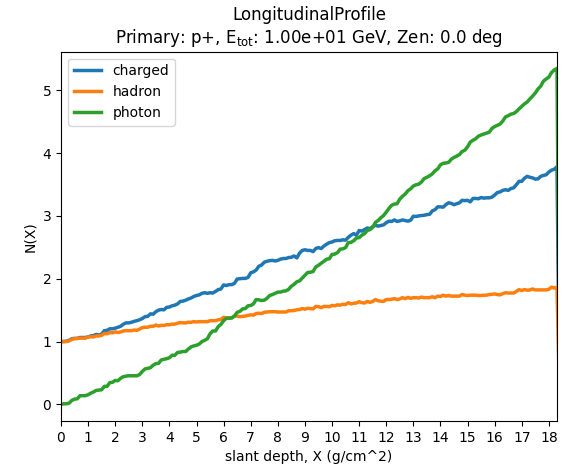 LongitudinalProfile
Primary: p+, E_tot: 1.00e+01 GeV, Zen: 0.0 deg
charged
hadron
photon
N(X)
5
4
3
2
1
0
0 1 2 3 4 5 6 7 8 9 10 11 12 13 14 15 16 17 18
slant depth, X (g/cm^2)